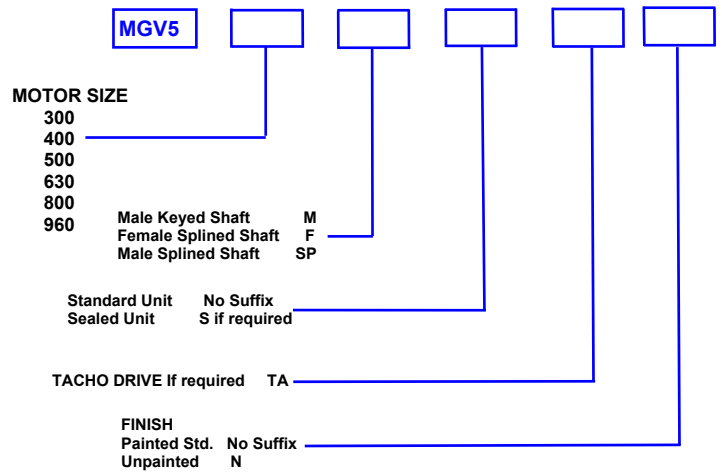 MGV5
MOTOR SIZE
300
400
500
630
800
960
Male Keyed Shaft M
Female Splined Shaft F
Male Splined Shaft SP
Standard Unit No Suffix
Sealed Unit S if required
TACHO DRIVE If required TA
FINISH
Painted Std. No Suffix
Unpainted N